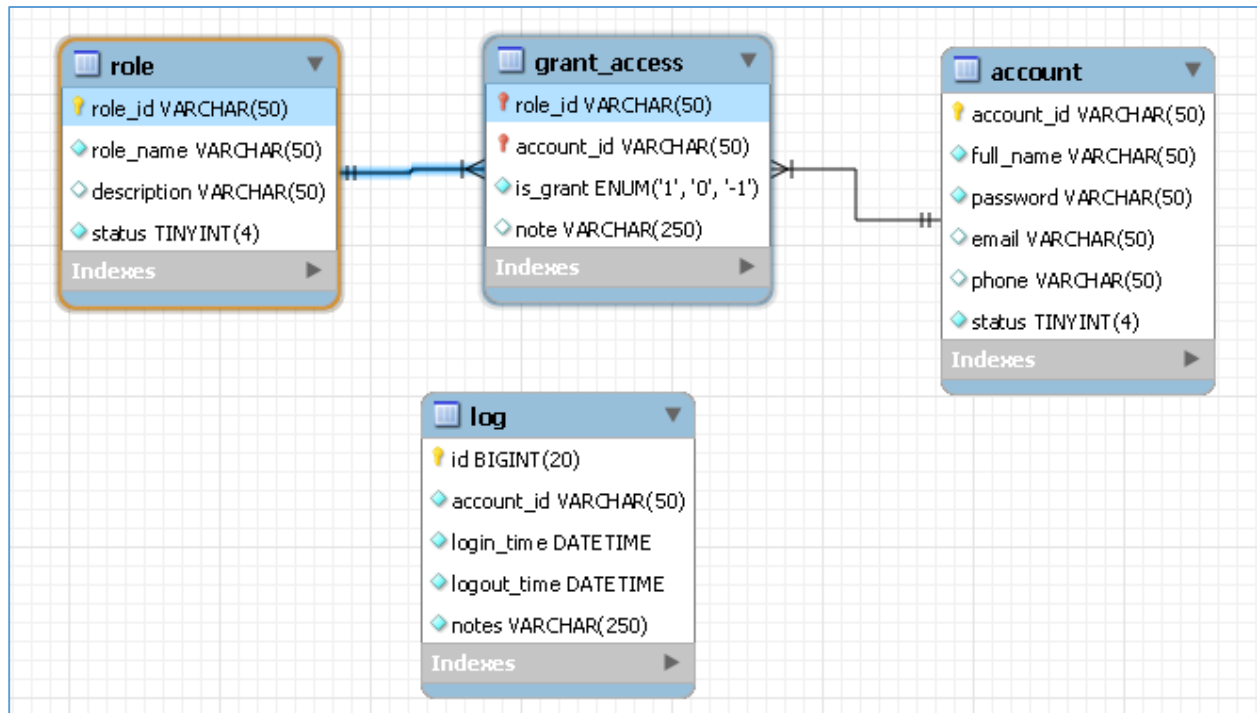 role
role_id VARCHAR(50)
role_name VARCHAR(50)
description VARCHAR(50)
status TINYINT(4)
Indexes
grant_access
role_id VARCHAR(50)
account_id VARCHAR(50)
is_grant ENUM('1', '0', '-1')
note VARCHAR(250)
Indexes
account
account_id VARCHAR(50)
full_name VARCHAR(50)
password VARCHAR(50)
email VARCHAR(50)
phone VARCHAR(50)
status TINYINT(4)
Indexes
log
id BIGINT(20)
account_id VARCHAR(50)
login_time DATETIME
logout_time DATETIME
notes VARCHAR(250)
Indexes